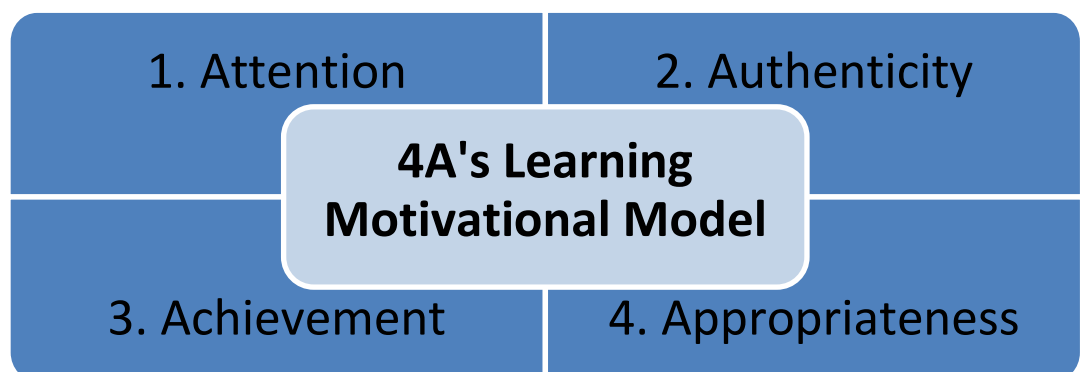 1. Attention
2. Authenticity
4A's Learning
Motivational Model
3. Achievement
4. Appropriateness